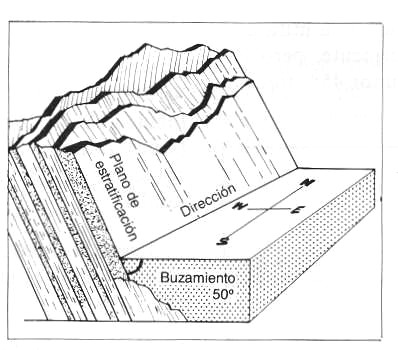 Plano de
estratificación
Dirección
N
W
E
S
Buzamiento
50º